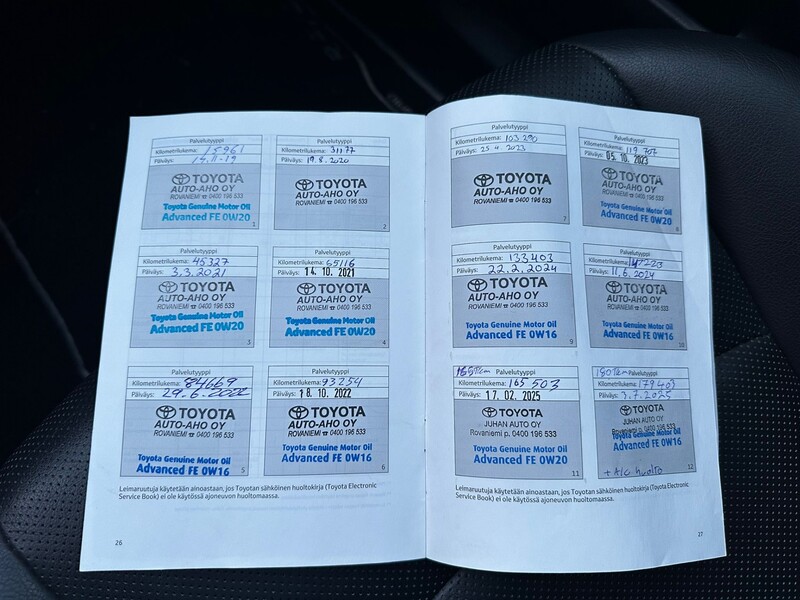 Palvelutyyppi
Kilometrilukema: 15961
Päiväys: 14.11-19
TOYOTA
AUTO-AHO OY
ROVANIEMI ☎ 0400 196 533
Toyota Genuine Motor Oil
Advanced FE 0W20
1
Palvelutyyppi
Kilometrilukema: 31177
Päiväys: 19.8.2020
TOYOTA
AUTO-AHO OY
ROVANIEMI ☎ 0400 196 533
2
Palvelutyyppi
Kilometrilukema: 45327
Päiväys: 3.3.2021
TOYOTA
AUTO-AHO OY
ROVANIEMI ☎ 0400 196 533
Toyota Genuine Motor Oil
Advanced FE 0W20
3
Palvelutyyppi
Kilometrilukema: 65116
Päiväys: 14. 10. 2021
TOYOTA
AUTO-AHO OY
ROVANIEMI ☎ 0400 196 533
Toyota Genuine Motor Oil
Advanced FE 0W20
4
Palvelutyyppi
Kilometrilukema: 84669
Päiväys: 29.6.2022
TOYOTA
AUTO-AHO OY
ROVANIEMI ☎ 0400 196 533
Toyota Genuine Motor Oil
Advanced FE 0W16
5
Palvelutyyppi
Kilometrilukema: 93254
Päiväys: 18. 10. 2022
TOYOTA
AUTO-AHO OY
ROVANIEMI ☎ 0400 196 533
Toyota Genuine Motor Oil
Advanced FE 0W16
6
Leimaruutuja käytetään ainoastaan, jos Toyotan sähköinen huoltokirja (Toyota Electronic
Service Book) ei ole käytössä ajoneuvon huoltomaassa.
26
Palvelutyyppi
Kilometrilukema: 103 290
Päiväys: 25.4.2023
TOYOTA
AUTO-AHO OY
ROVANIEMI ☎ 0400 196 533
7
Palvelutyyppi
Kilometrilukema: 119 707
Päiväys: 05. 10. 2023
TOYOTA
AUTO-AHO OY
ROVANIEMI ☎ 0400 196 533
Toyota Genuine Motor Oil
Advanced FE 0W20
8
Palvelutyyppi
Kilometrilukema: 133403
Päiväys: 22.2.2024
TOYOTA
AUTO-AHO OY
ROVANIEMI ☎ 0400 196 533
Toyota Genuine Motor Oil
Advanced FE 0W16
9
Palvelutyyppi
Kilometrilukema:
Päiväys: 11.6.2024
TOYOTA
AUTO-AHO OY
ROVANIEMI ☎ 0400 196 533
Toyota Genuine Motor Oil
Advanced FE 0W16
10
165Tkm Palvelutyyppi
Kilometrilukema: 165 503
Päiväys: 17. 02. 2025
TOYOTA
JUHAN AUTO OY
Rovaniemi p. 0400 196 533
Toyota Genuine Motor Oil
Advanced FE 0W20
11
180Tkm Palvelutyyppi
Kilometrilukema: 179403
Päiväys: 3.7.2025
TOYOTA
JUHAN AUTO OY
Rovaniemi p. 0400 196 533
Toyota Genuine Motor Oil
Advanced FE 0W16
+ A/C huolto
12
Leimaruutuja käytetään ainoastaan, jos Toyotan sähköinen huoltokirja (Toyota Electronic
Service Book) ei ole käytössä ajoneuvon huoltomaassa.
27